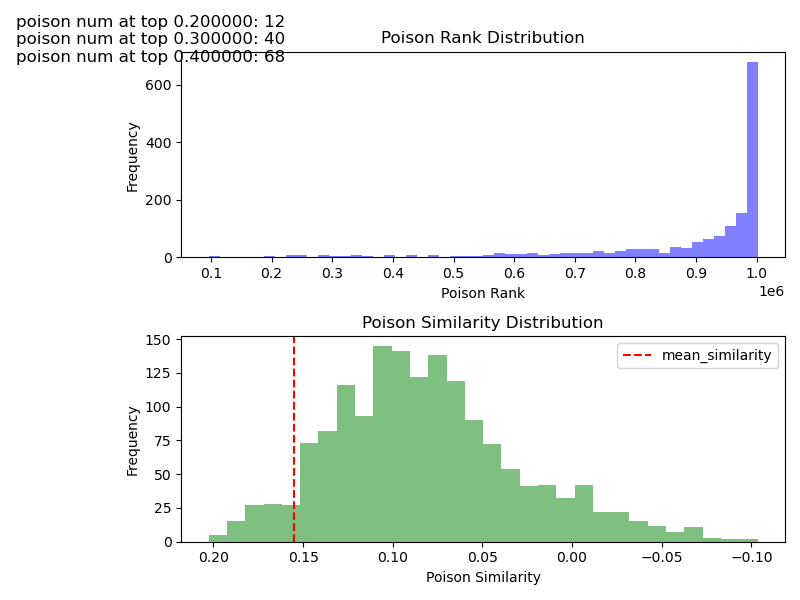 poison num at top 0.200000: 12
poison num at top 0.300000: 40
poison num at top 0.400000: 68
Poison Rank Distribution
600
400
200
0
Frequency
0.1 0.2 0.3 0.4 0.5 0.6 0.7 0.8 0.9 1.0
1e6
Poison Rank
Poison Similarity Distribution
150
125
100
75
50
25
0
Frequency
mean_similarity
0.20 0.15 0.10 0.05 0.00 −0.05 −0.10
Poison Similarity